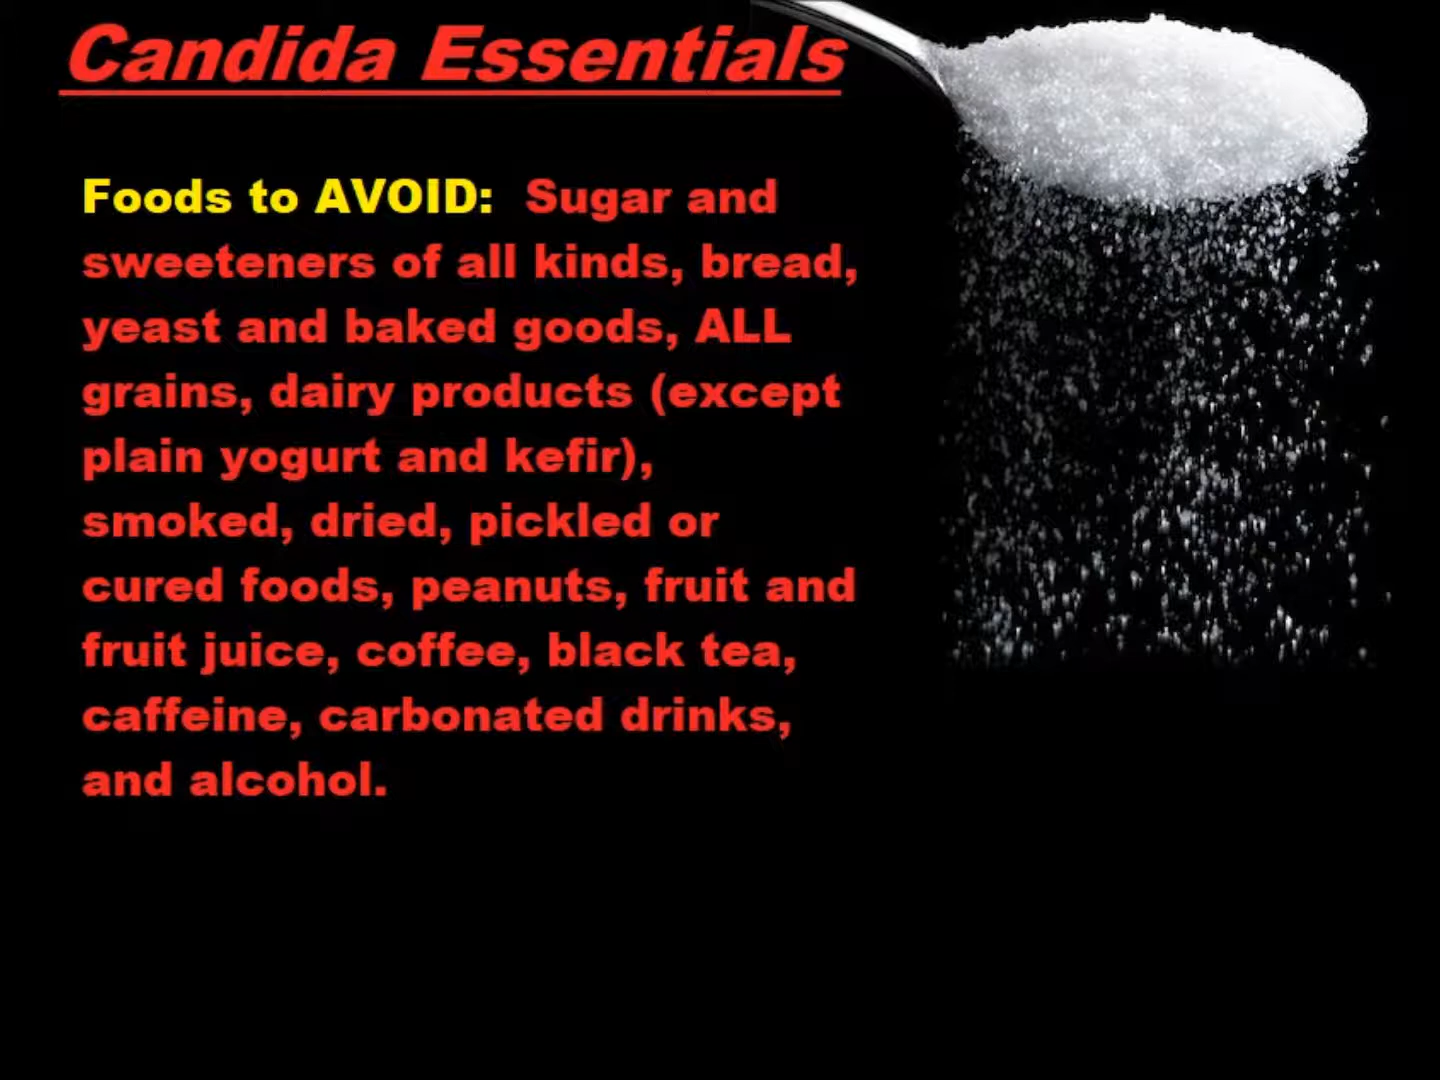 Candida Essentials
Foods to AVOID: Sugar and
sweeteners of all kinds, bread,
yeast and baked goods, ALL
grains, dairy products (except
plain yogurt and kefir),
smoked, dried, pickled or
cured foods, peanuts, fruit and
fruit juice, coffee, black tea,
caffeine, carbonated drinks,
and alcohol.